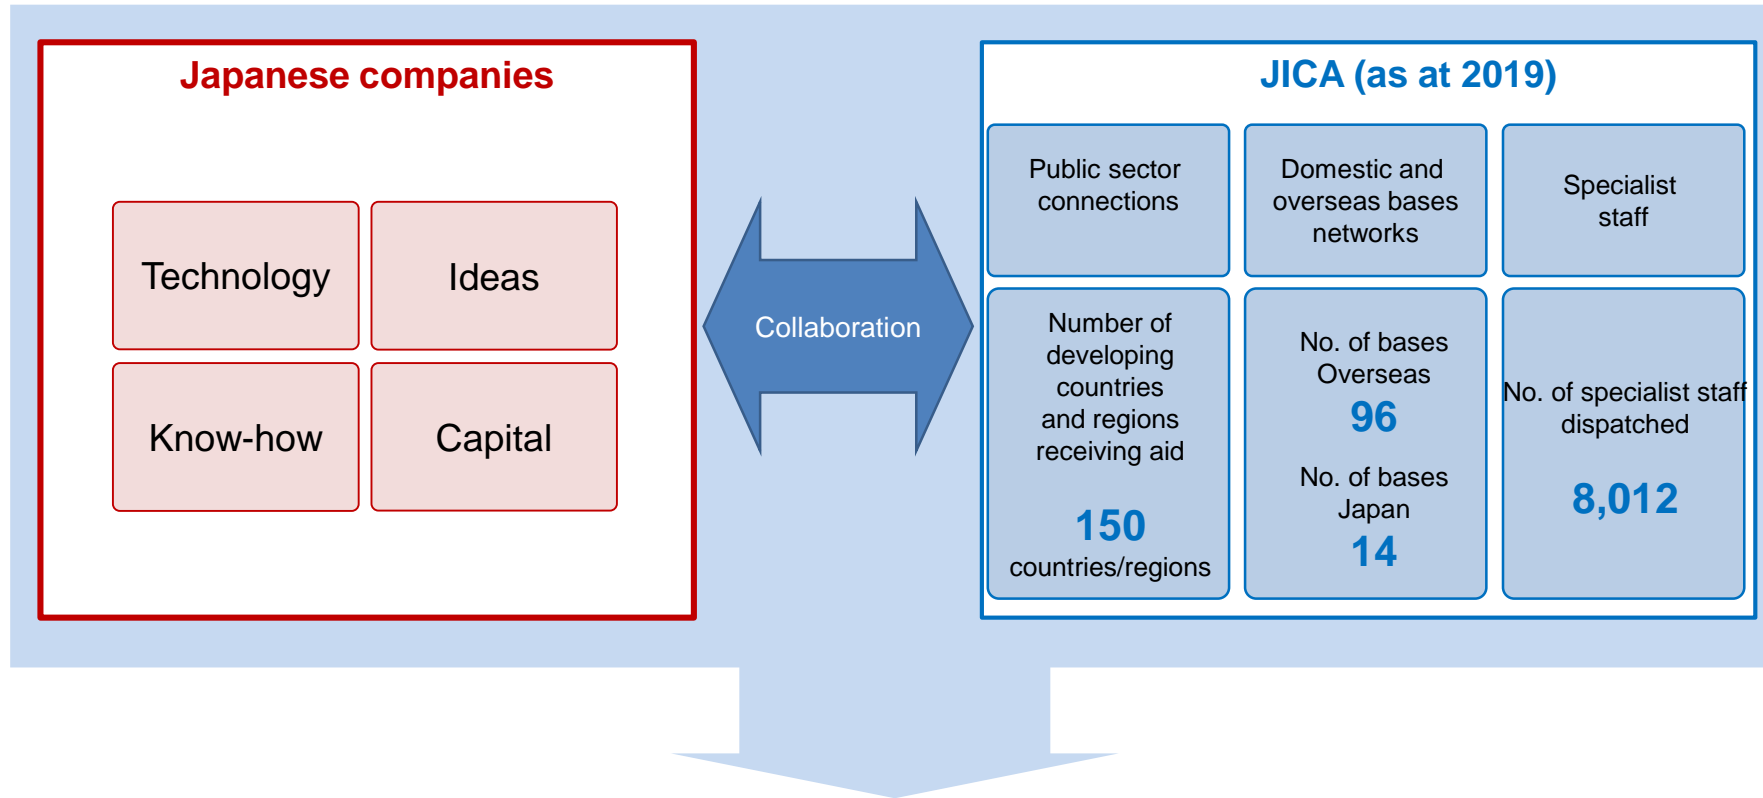 Japanese companies
Technology
Ideas
Know-how
Capital
Collaboration
JICA (as at 2019)
Public sector
connections
Domestic and
overseas bases
networks
Specialist
staff
Number of
developing
countries
and regions
receiving aid
150
countries/regions
No. of bases
Overseas
96
No. of bases
Japan
14
No. of specialist staff
dispatched
8,012